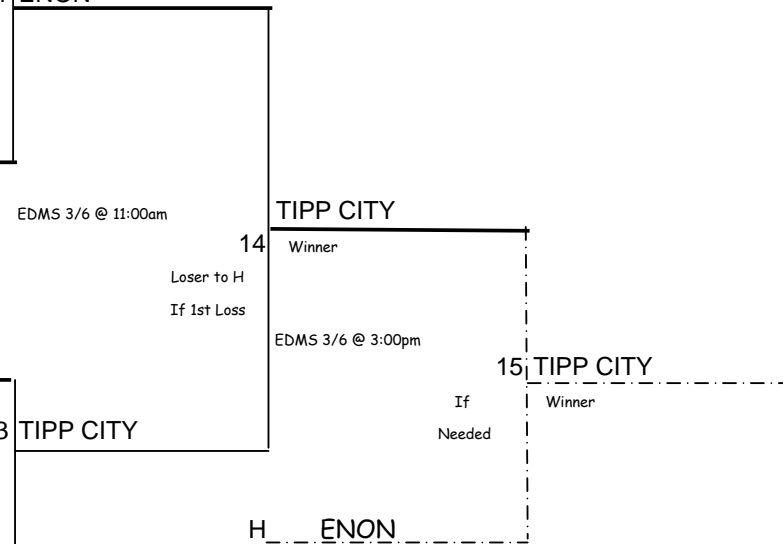 ENON
EDMS 3/6 @ 11:00am
TIPP CITY
14
Winner
Loser to H
If 1st Loss
EDMS 3/6 @ 3:00pm
15
TIPP CITY
If
Winner
Needed
3
TIPP CITY
H
ENON